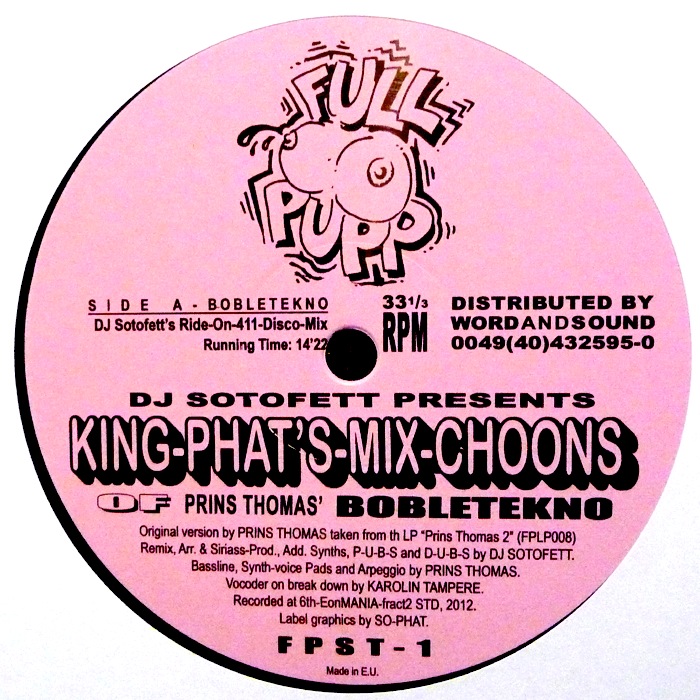 FULL
PUPP
SIDE A - BOBLETEKNO
DJ Sotofett's Ride-On-411-Disco-Mix
Running Time: 14'22
33 1/3
RPM
DISTRIBUTED BY
WORDANDSOUND
0049(40)432595-0
DJ SOTOFETT PRESENTS
KING-PHAT'S-MIX-CHOONS
OF PRINS THOMAS' BOBLETEKNO
Original version by PRINS THOMAS taken from th LP "Prins Thomas 2" (FPLP008)
Remix, Arr. & Siriass-Prod., Add. Synths, P-U-B-S and D-U-B-S by DJ SOTOFETT.
Bassline, Synth-voice Pads and Arpeggio by PRINS THOMAS.
Vocoder on break down by KAROLIN TAMPERE.
Recorded at 6th-EonMANIA-fract2 STD, 2012.
Label graphics by SO-PHAT.
FPST-1
Made in E.U.